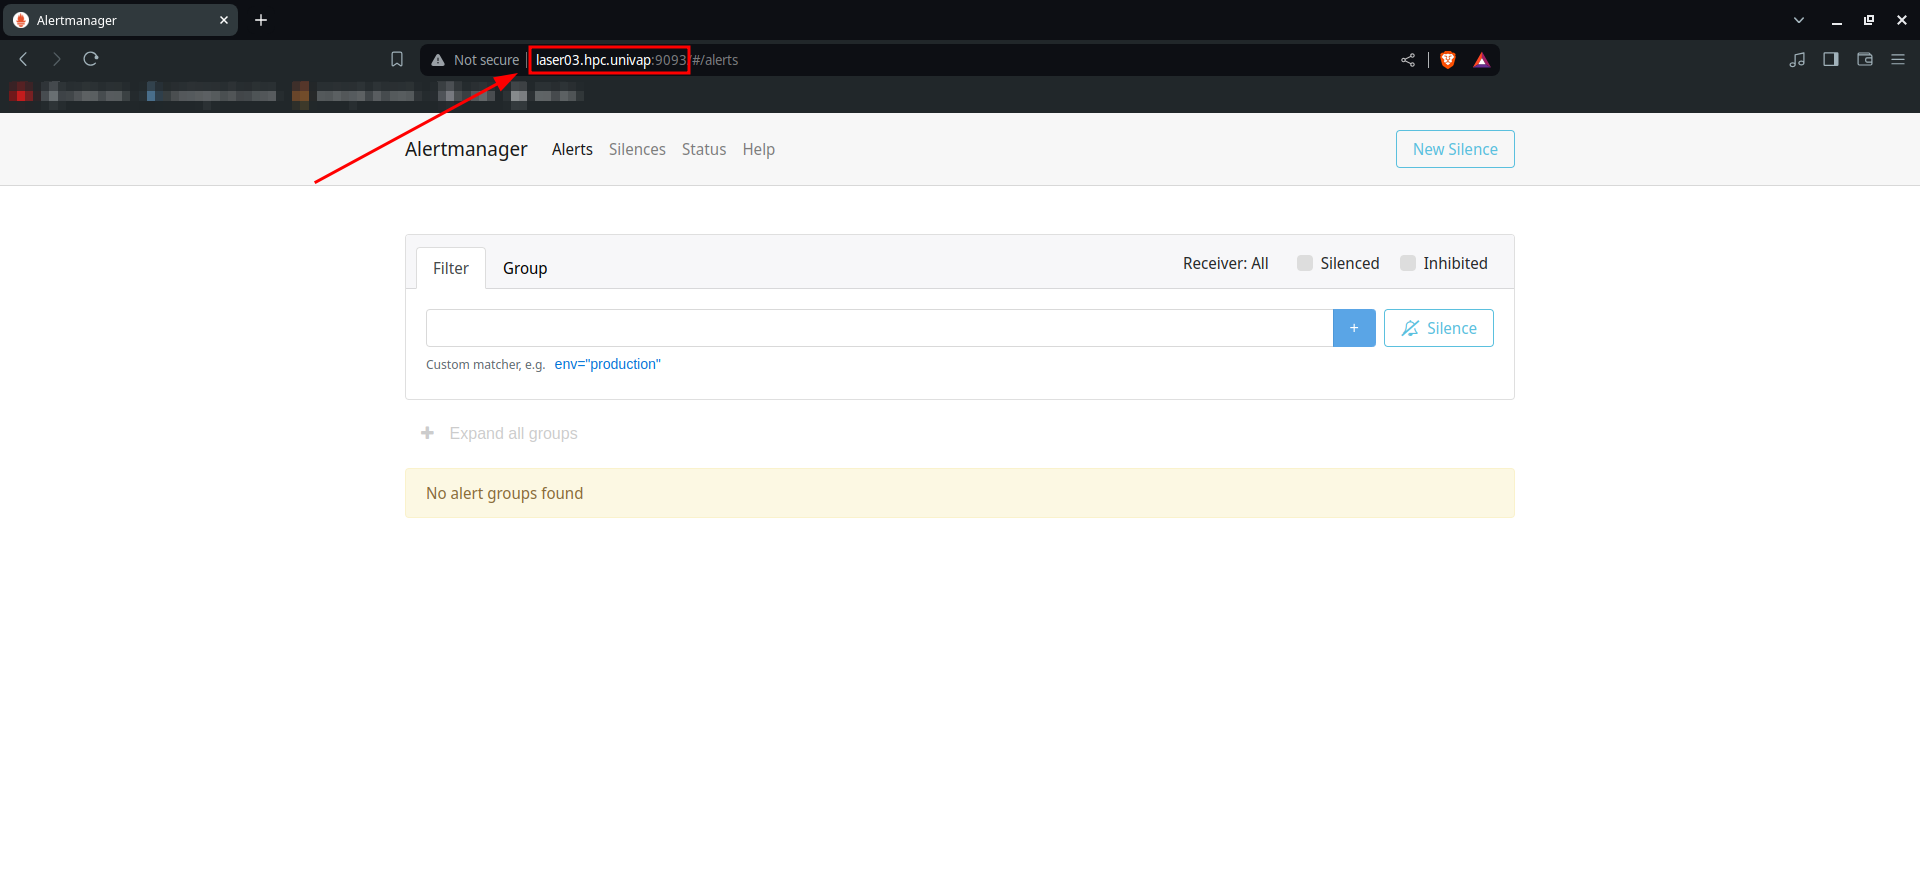 Alertmanager
Not secure laser03.hpc.univap:9093/#/alerts
Alertmanager Alerts Silences Status Help New Silence
Filter Group Receiver: All Silenced Inhibited
+ Silence
Custom matcher, e.g. env="production"
+ Expand all groups
No alert groups found